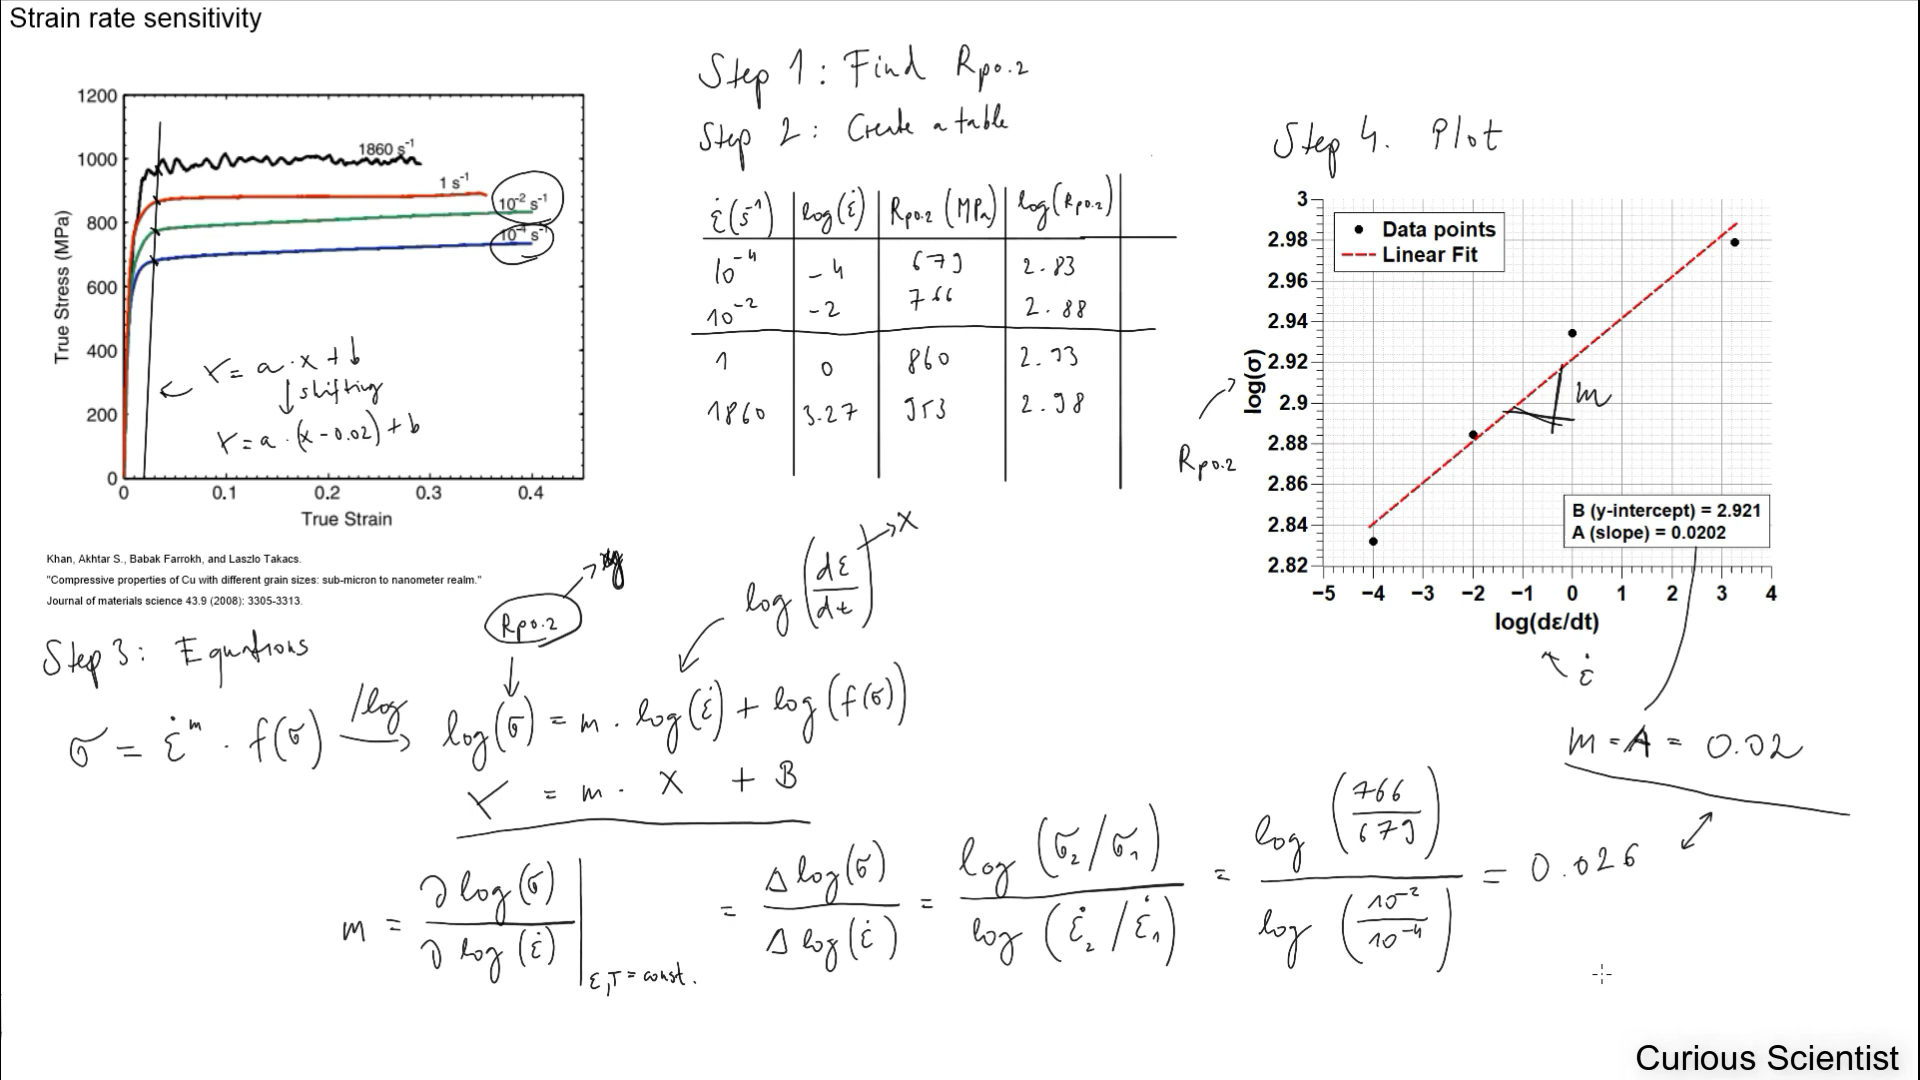 Strain rate sensitivity
Step 1: Find Rp0.2
Step 2: Create a table
True Stress (MPa)
1200
1000
800
600
400
200
0
0 0.1 0.2 0.3 0.4
True Strain
1860 s⁻¹
1 s⁻¹
10⁻² s⁻¹
10⁻⁴ s⁻¹
Y = a · x + b
↓ shifting
Y = a · (x - 0.02) + b
Khan, Akhtar S., Babak Farrokh, and Laszlo Takacs.
"Compressive properties of Cu with different grain sizes: sub-micron to nanometer realm."
Journal of materials science 43.9 (2008): 3305-3313.
ε̇ (s⁻¹) log(ε̇) Rp0.2 (MPa) log(Rp0.2)
10⁻⁴ -4 679 2.83
10⁻² -2 766 2.88
1 0 860 2.93
1860 3.27 953 2.98
Step 4. Plot
3
2.98
2.96
2.94
2.92
2.9
2.88
2.86
2.84
2.82
Data points
Linear Fit
m
log(σ)
Rp0.2
B (y-intercept) = 2.921
A (slope) = 0.0202
−5 −4 −3 −2 −1 0 1 2 3 4
log(dε/dt)
ε̇
m = A = 0.02
Step 3: Equations
Rp0.2 → y
log(dε/dt) → X
σ = ε̇ᵐ · f(σ) /log → log(σ) = m · log(ε̇) + log(f(σ))
Y = m · X + B
m = ∂ log(σ) / ∂ log(ε̇) | ε,T = const. = Δ log(σ) / Δ log(ε̇) = log(σ₂/σ₁) / log(ε̇₂/ε̇₁) = log(766/679) / log(10⁻²/10⁻⁴) = 0.026
Curious Scientist